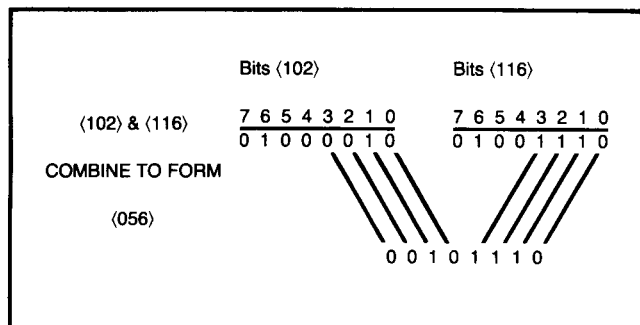 Bits ⟨102⟩ Bits ⟨116⟩
7 6 5 4 3 2 1 0 7 6 5 4 3 2 1 0
⟨102⟩ & ⟨116⟩
0 1 0 0 0 0 1 0 0 1 0 0 1 1 1 0
COMBINE TO FORM
⟨056⟩
0 0 1 0 1 1 1 0